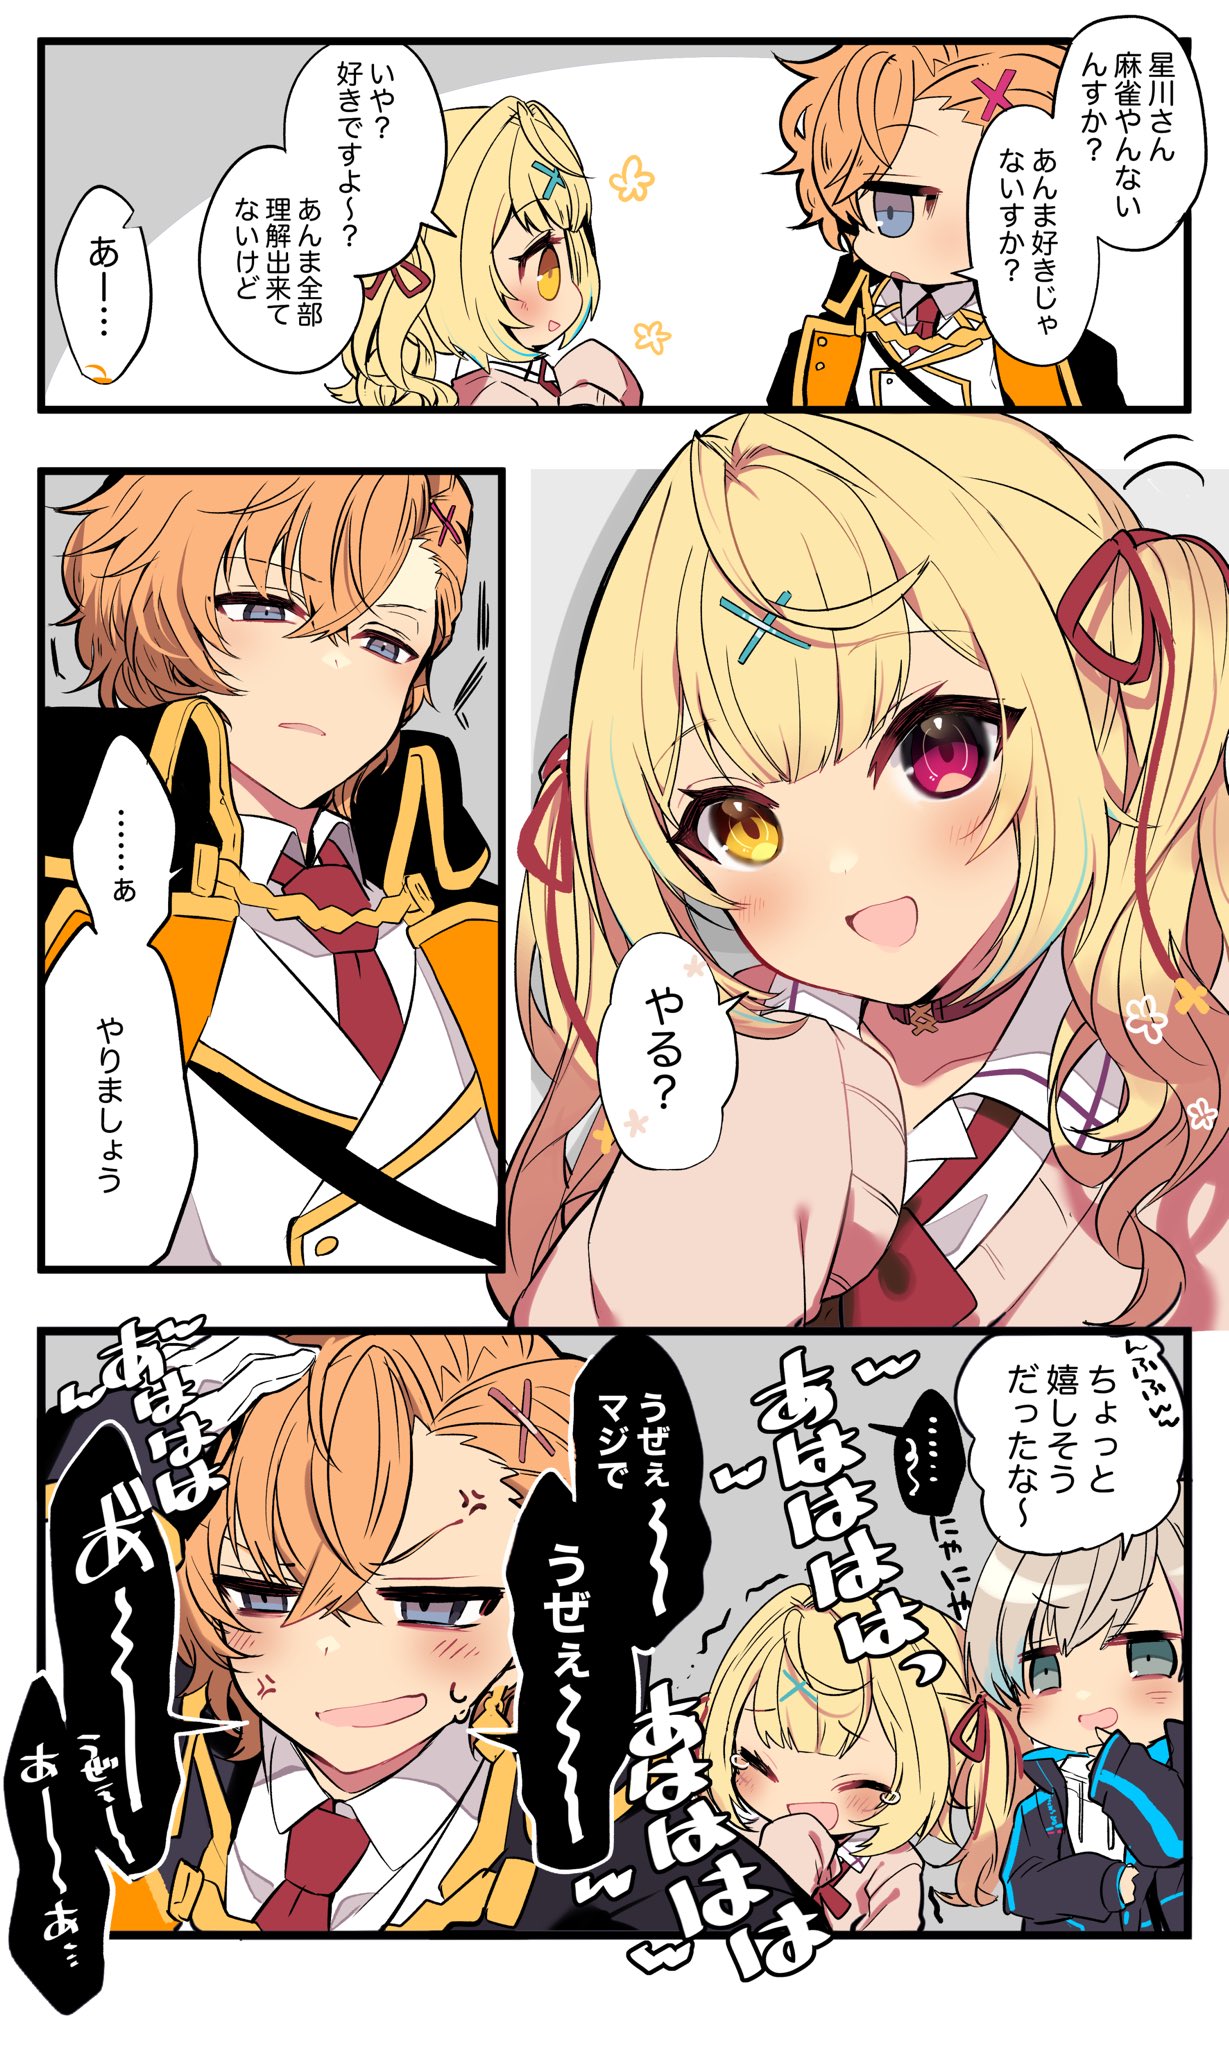 星川さん
麻雀やんない
んすか?
あんま好きじゃ
ないすか?
いや?
好きですよ〜?
あんま全部
理解出来て
ないけど
あー…
やる?
……ぁ
やりましょう
んふふん
ちょっと
嬉しそう
だったな〜
にやにや
あはははははっ
あはははは
うぜぇ〜〜
マジで
うぜぇ〜〜
あはははは
あ゛〜〜〜
うぜぇ〜
あー〜あ…